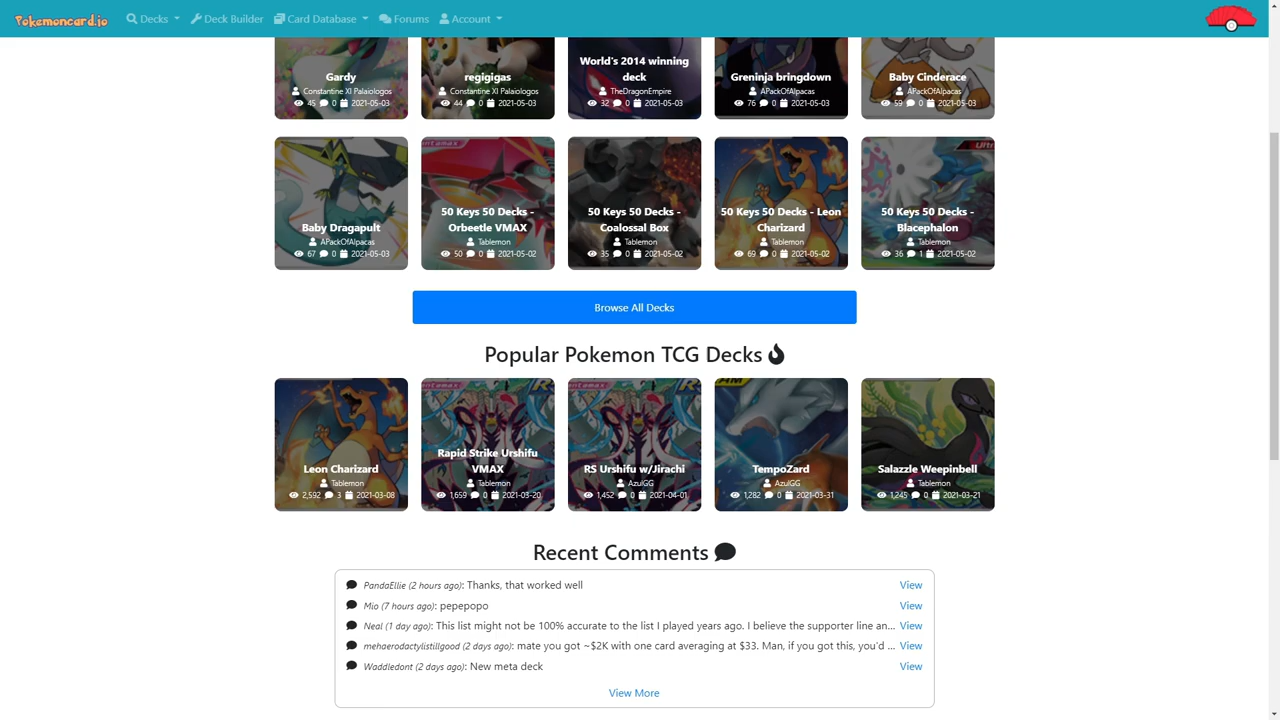 Pokemoncard.io Decks Deck Builder Card Database Forums Account
Gardy
Constantine XI Palaiologos
45 0 2021-05-03
regigigas
Constantine XI Palaiologos
44 0 2021-05-03
World's 2014 winning
deck
TheDragonEmpire
32 0 2021-05-03
Greninja bringdown
APackOfAlpacas
76 0 2021-05-03
Baby Cinderace
APackOfAlpacas
59 0 2021-05-03
Baby Dragapult
APackOfAlpacas
67 0 2021-05-03
50 Keys 50 Decks -
Orbeetle VMAX
Tablemon
50 0 2021-05-02
50 Keys 50 Decks -
Coalossal Box
Tablemon
35 0 2021-05-02
50 Keys 50 Decks - Leon
Charizard
Tablemon
69 0 2021-05-02
50 Keys 50 Decks -
Blacephalon
Tablemon
36 1 2021-05-02
Browse All Decks
Popular Pokemon TCG Decks
Leon Charizard
Tablemon
2,592 3 2021-03-08
Rapid Strike Urshifu
VMAX
Tablemon
1,659 0 2021-03-20
RS Urshifu w/Jirachi
AzulGG
1,452 0 2021-04-01
TempoZard
AzulGG
1,282 0 2021-03-31
Salazzle Weepinbell
Tablemon
1,245 0 2021-03-21
Recent Comments
PandaEllie (2 hours ago): Thanks, that worked well View
Mio (7 hours ago): pepepopo View
Neal (1 day ago): This list might not be 100% accurate to the list I played years ago. I believe the supporter line an... View
mehaerodactylistillgood (2 days ago): mate you got ~$2K with one card averaging at $33. Man, if you got this, you'd ... View
Waddledont (2 days ago): New meta deck View
View More